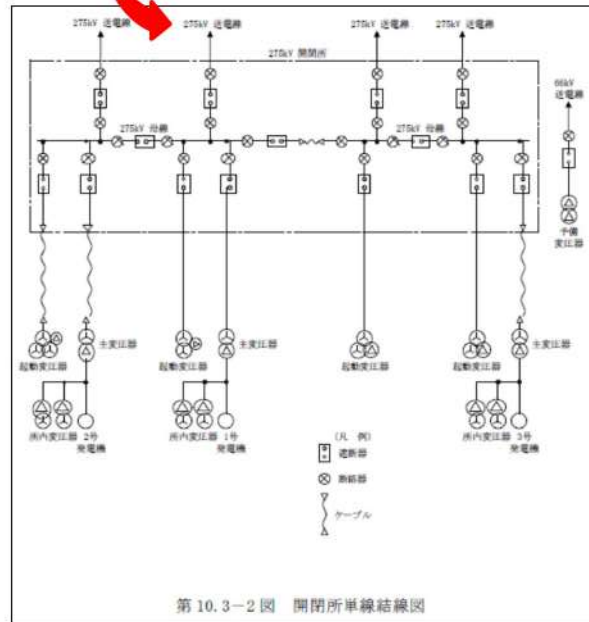 275kV 送電線
275kV 送電線
275kV 送電線
275kV 送電線
275kV 開閉所
66kV
送電線
275kV 母線
275kV 母線
予備
変圧器
起動変圧器
主変圧器
起動変圧器
主変圧器
起動変圧器
起動変圧器
主変圧器
所内変圧器 2号
発電機
所内変圧器 1号
発電機
所内変圧器 3号
発電機
(凡 例)
遮断器
断路器
ケーブル
第 10.3-2 図 開閉所単線結線図